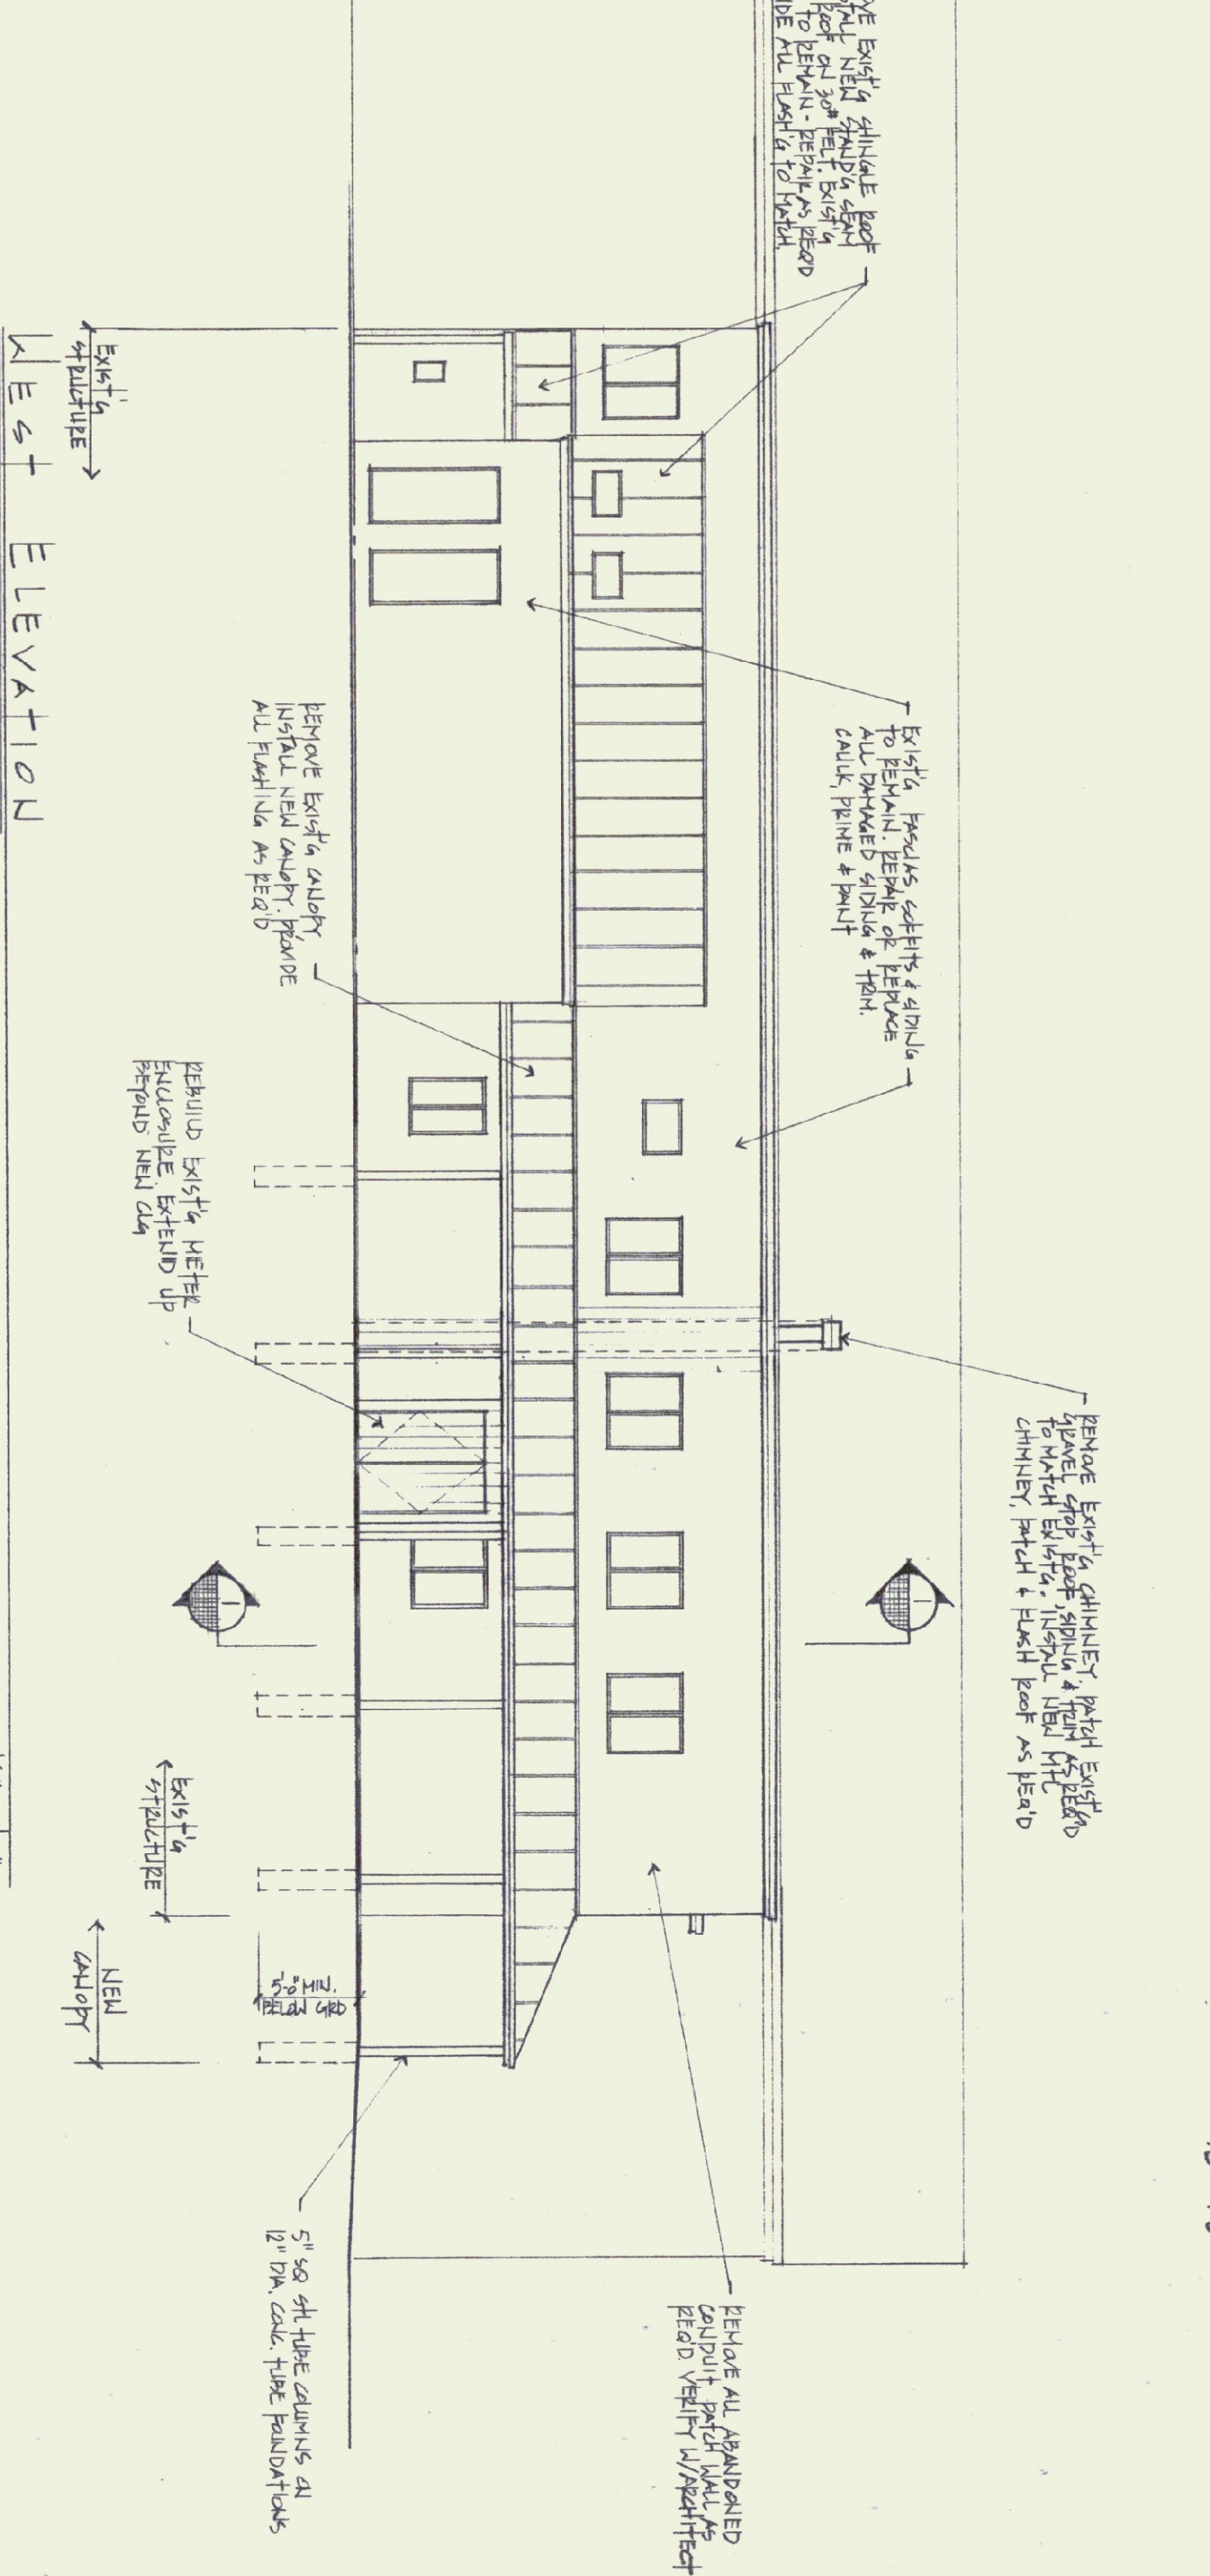 VE EXIST'G SHINGLE ROOF
TALL NEW STAND'G SEAM
ROOF ON 30# FELT. EXIST'G
TO REMAIN - REPAIR AS REQ'D
IDE ALL FLASH'G TO MATCH.
EXIST'G FASCIAS, SOFFITS & SIDING
TO REMAIN. REPAIR OR REPLACE
ALL DAMAGED SIDING & TRIM.
CAULK, PRIME & PAINT
REMOVE EXIST'G CHIMNEY, PATCH EXIST'G
GRAVEL STOP ROOF, SIDING & TRIM AS REQ'D
TO MATCH EXIST'G. INSTALL NEW MTL
CHIMNEY, PATCH & FLASH ROOF AS REQ'D
REMOVE ALL ABANDONED
CONDUIT PATCH WALL AS
REQ'D. VERIFY W/ARCHITECT
1
REMOVE EXIST'G CANOPY,
INSTALL NEW CANOPY. PROVIDE
ALL FLASHING AS REQ'D
REBUILD EXIST'G METER
ENCLOSURE. EXTEND UP
BEYOND NEW CLG
1
5'-0" MIN.
BELOW GRD
5" SQ STL TUBE COLUMNS ON
12" DIA. CONC. TUBE FOUNDATIONS
EXIST'G
STRUCTURE
EXIST'G
STRUCTURE
NEW
CANOPY
WEST ELEVATION